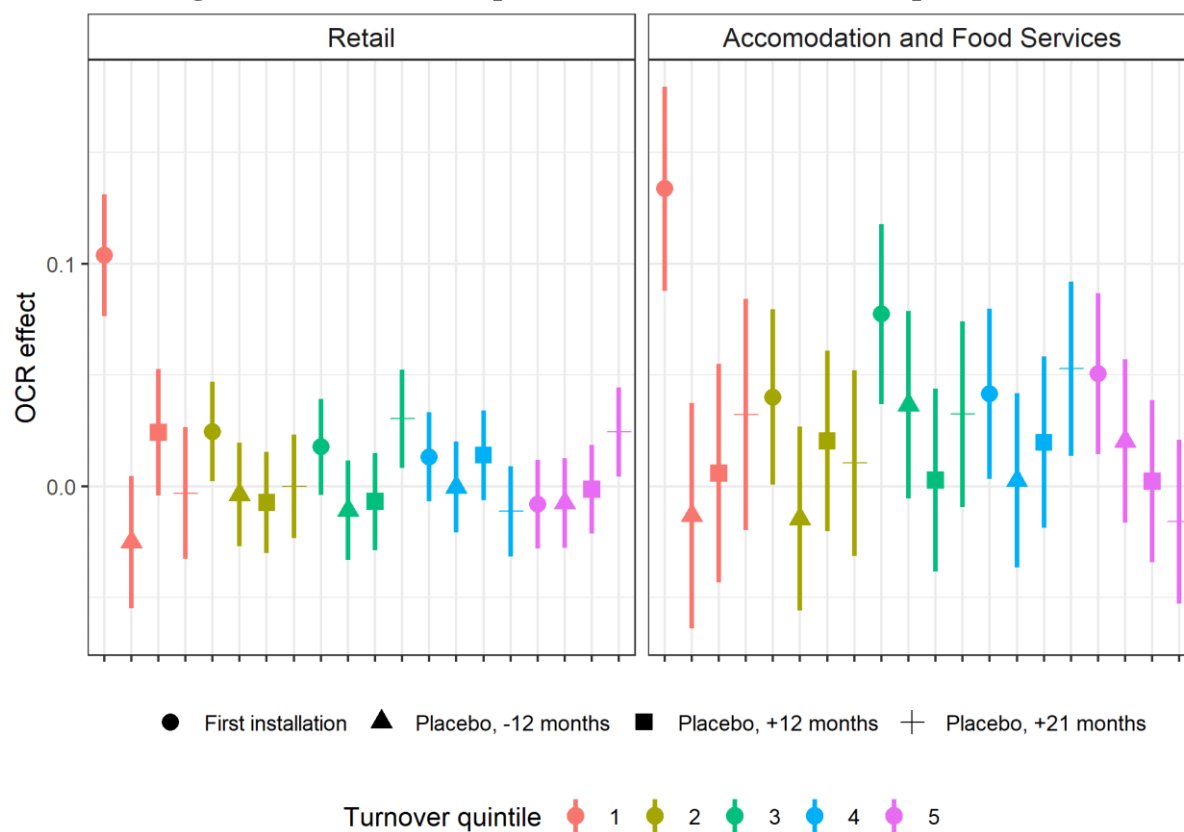 Retail
Accomodation and Food Services
OCR effect
0.1
0.0
First installation
Placebo, -12 months
Placebo, +12 months
Placebo, +21 months
Turnover quintile
1
2
3
4
5